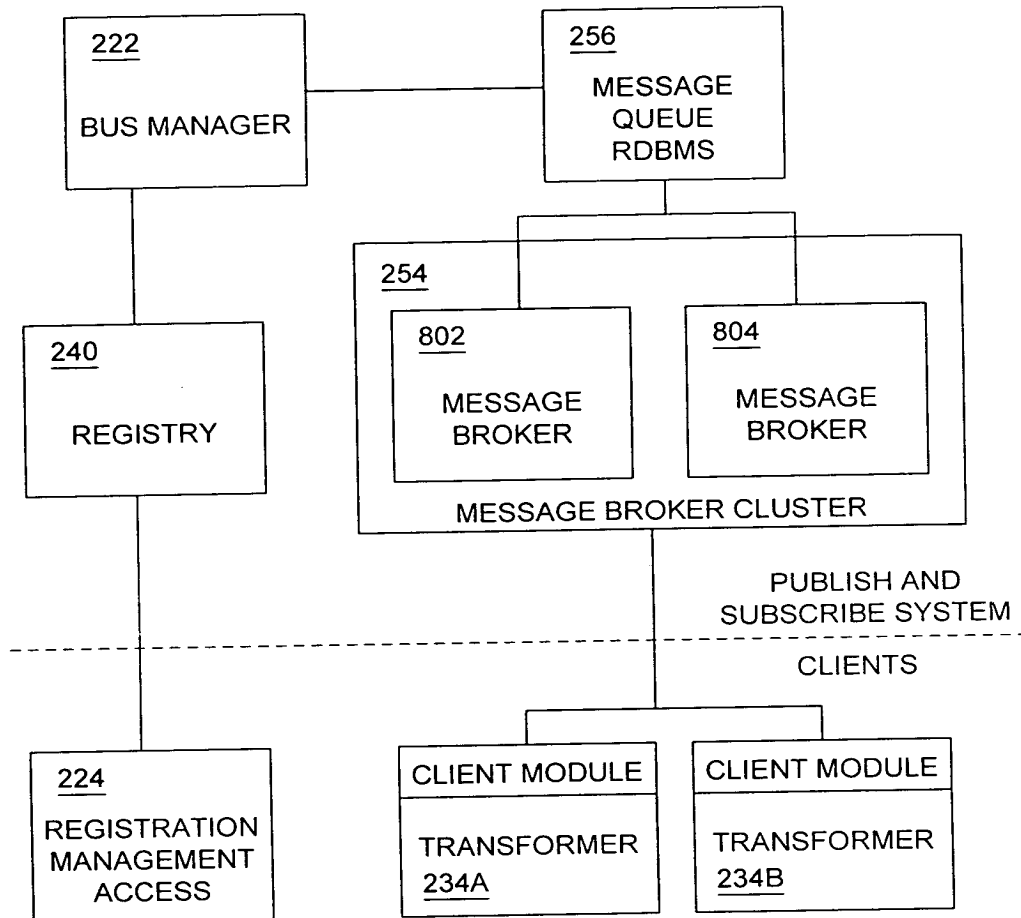 222
BUS MANAGER
256
MESSAGE
QUEUE
RDBMS
254
802
MESSAGE
BROKER
804
MESSAGE
BROKER
MESSAGE BROKER CLUSTER
240
REGISTRY
PUBLISH AND
SUBSCRIBE SYSTEM
CLIENTS
224
REGISTRATION
MANAGEMENT
ACCESS
CLIENT MODULE
TRANSFORMER
234A
CLIENT MODULE
TRANSFORMER
234B